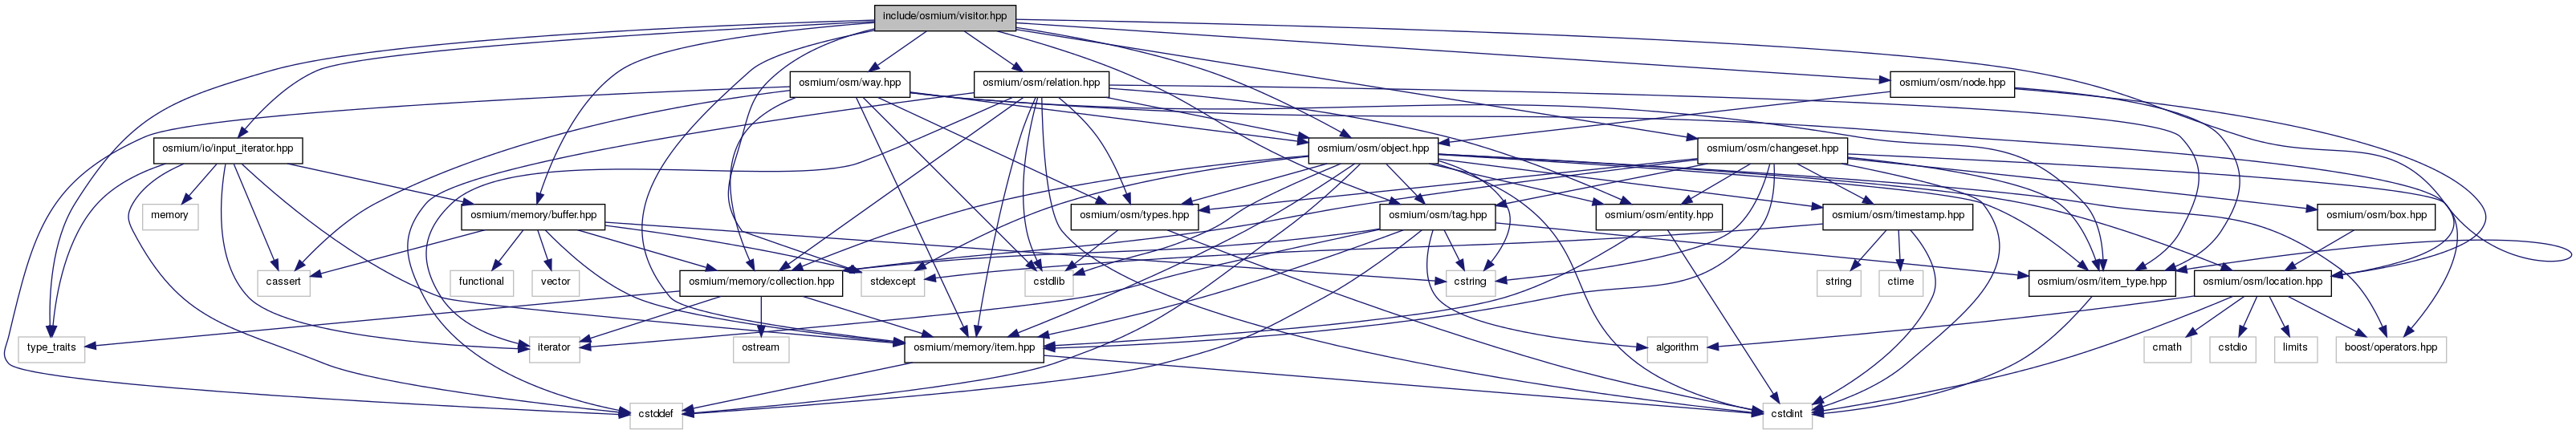 include/osmium/visitor.hpp
osmium/osm/way.hpp
osmium/osm/relation.hpp
osmium/osm/node.hpp
osmium/io/input_iterator.hpp
osmium/osm/object.hpp
osmium/osm/changeset.hpp
memory
osmium/memory/buffer.hpp
osmium/osm/types.hpp
osmium/osm/tag.hpp
osmium/osm/entity.hpp
osmium/osm/timestamp.hpp
osmium/osm/box.hpp
cassert
functional
vector
osmium/memory/collection.hpp
stdexcept
cstdlib
cstring
string
ctime
osmium/osm/item_type.hpp
osmium/osm/location.hpp
type_traits
iterator
ostream
osmium/memory/item.hpp
algorithm
cmath
cstdio
limits
boost/operators.hpp
cstddef
cstdint